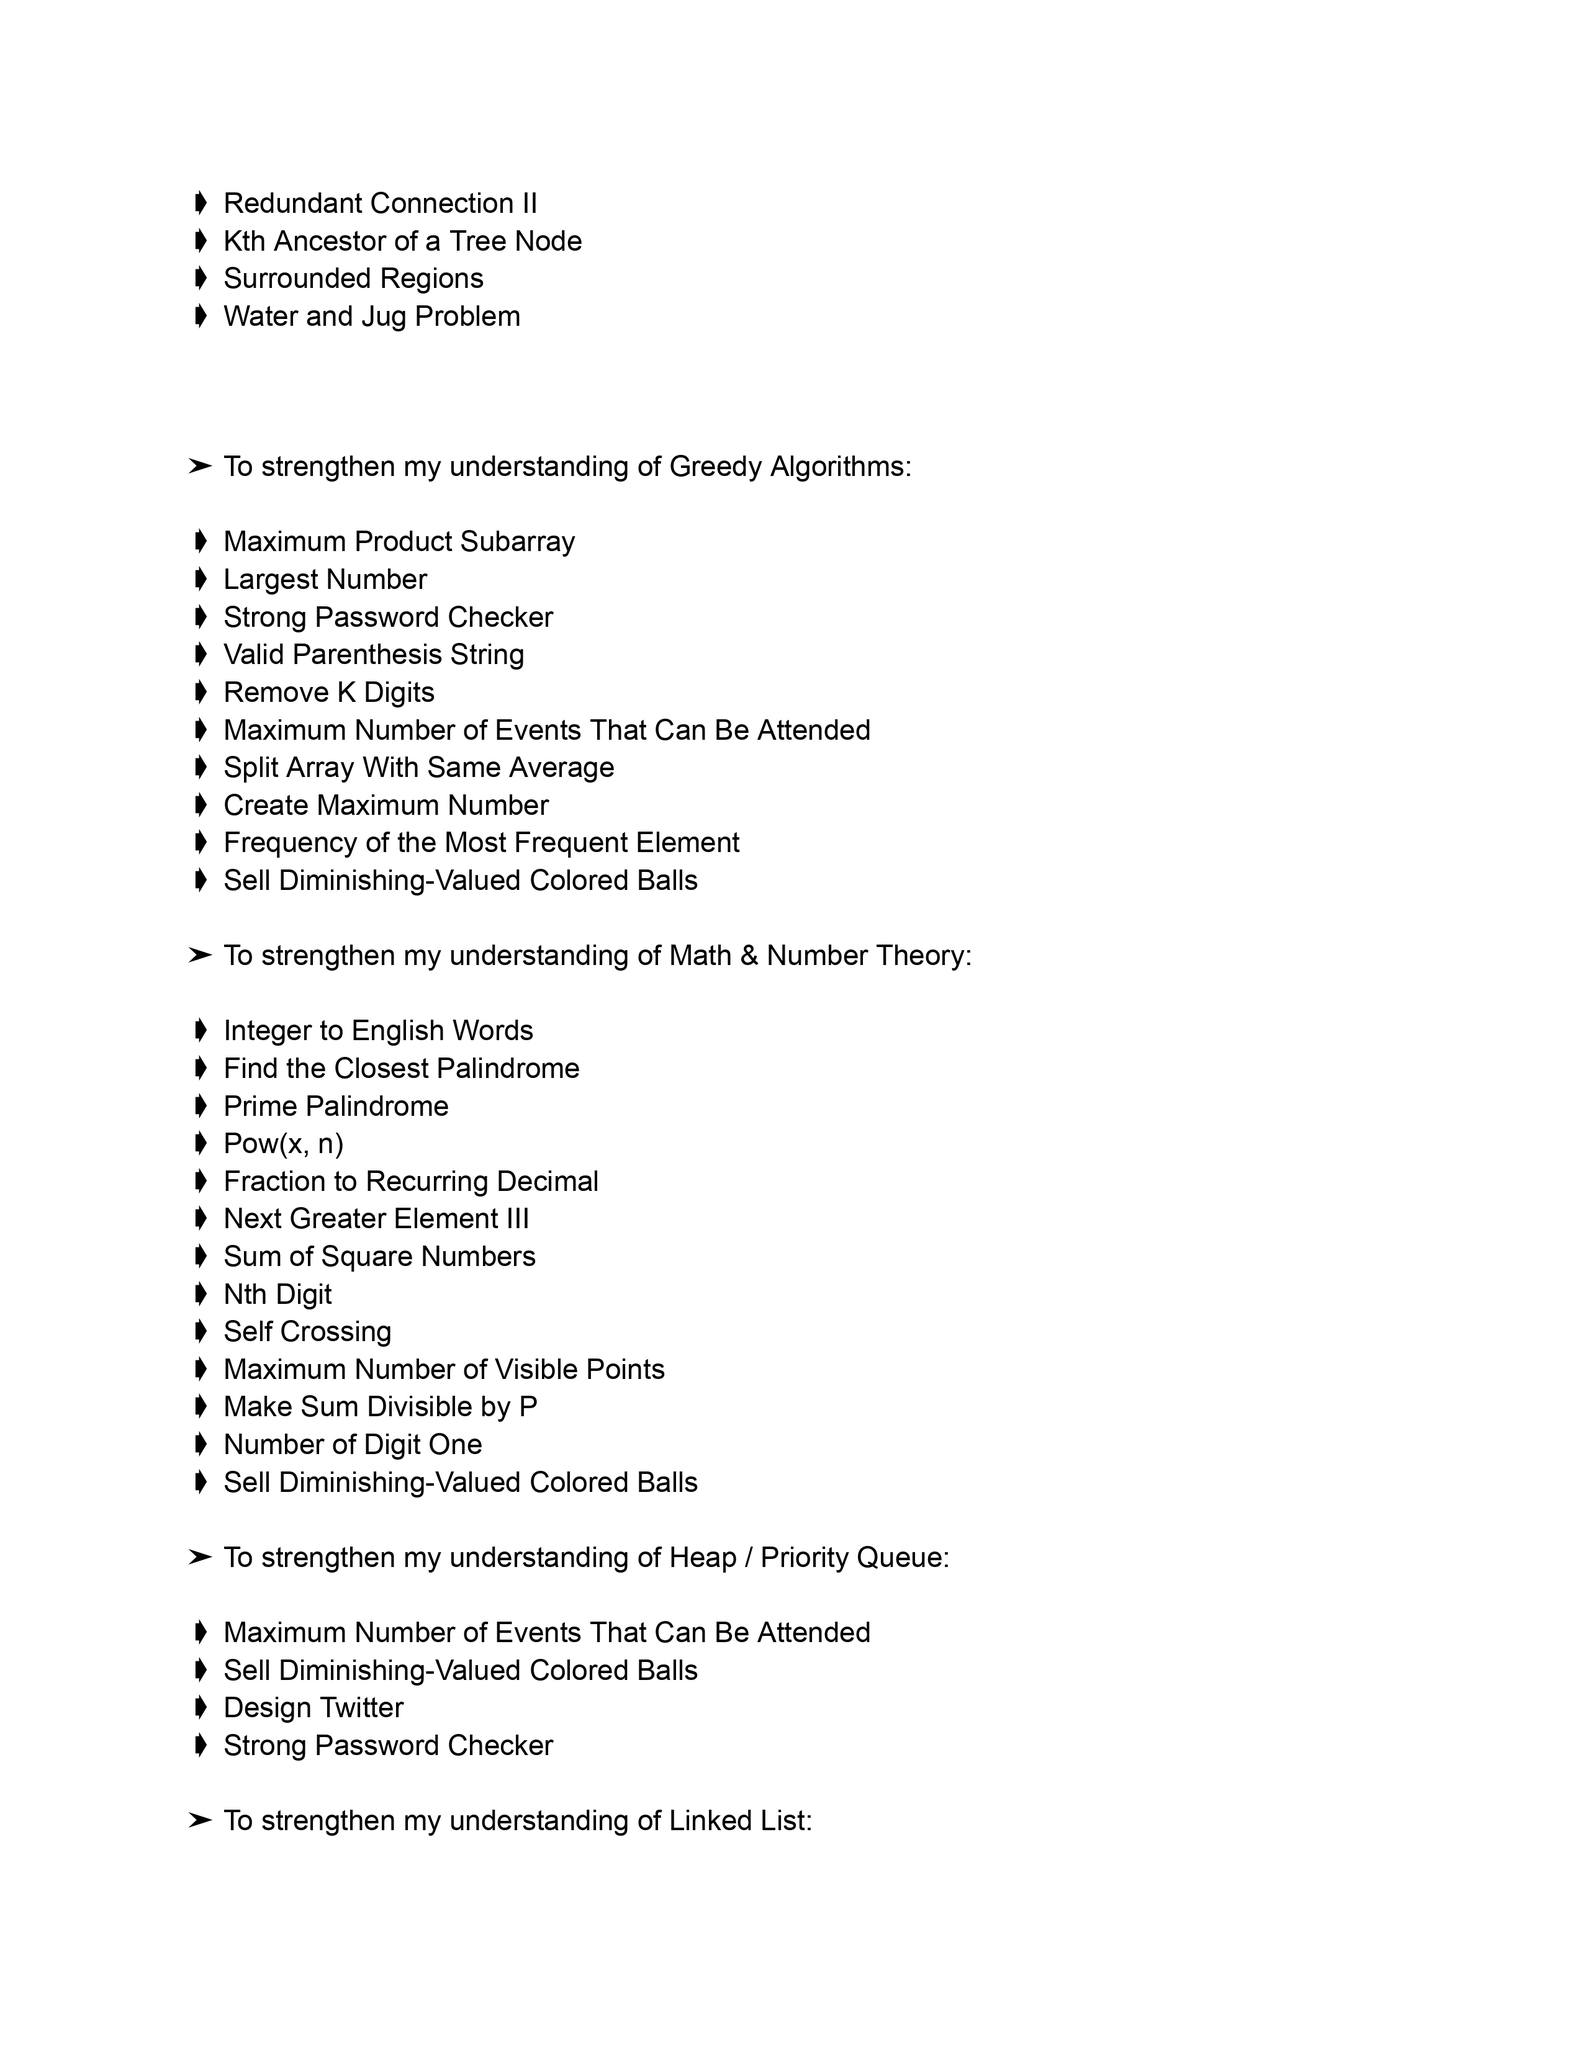 ➧ Redundant Connection II
➧ Kth Ancestor of a Tree Node
➧ Surrounded Regions
➧ Water and Jug Problem
➢ To strengthen my understanding of Greedy Algorithms:
➧ Maximum Product Subarray
➧ Largest Number
➧ Strong Password Checker
➧ Valid Parenthesis String
➧ Remove K Digits
➧ Maximum Number of Events That Can Be Attended
➧ Split Array With Same Average
➧ Create Maximum Number
➧ Frequency of the Most Frequent Element
➧ Sell Diminishing-Valued Colored Balls
➢ To strengthen my understanding of Math & Number Theory:
➧ Integer to English Words
➧ Find the Closest Palindrome
➧ Prime Palindrome
➧ Pow(x, n)
➧ Fraction to Recurring Decimal
➧ Next Greater Element III
➧ Sum of Square Numbers
➧ Nth Digit
➧ Self Crossing
➧ Maximum Number of Visible Points
➧ Make Sum Divisible by P
➧ Number of Digit One
➧ Sell Diminishing-Valued Colored Balls
➢ To strengthen my understanding of Heap / Priority Queue:
➧ Maximum Number of Events That Can Be Attended
➧ Sell Diminishing-Valued Colored Balls
➧ Design Twitter
➧ Strong Password Checker
➢ To strengthen my understanding of Linked List: